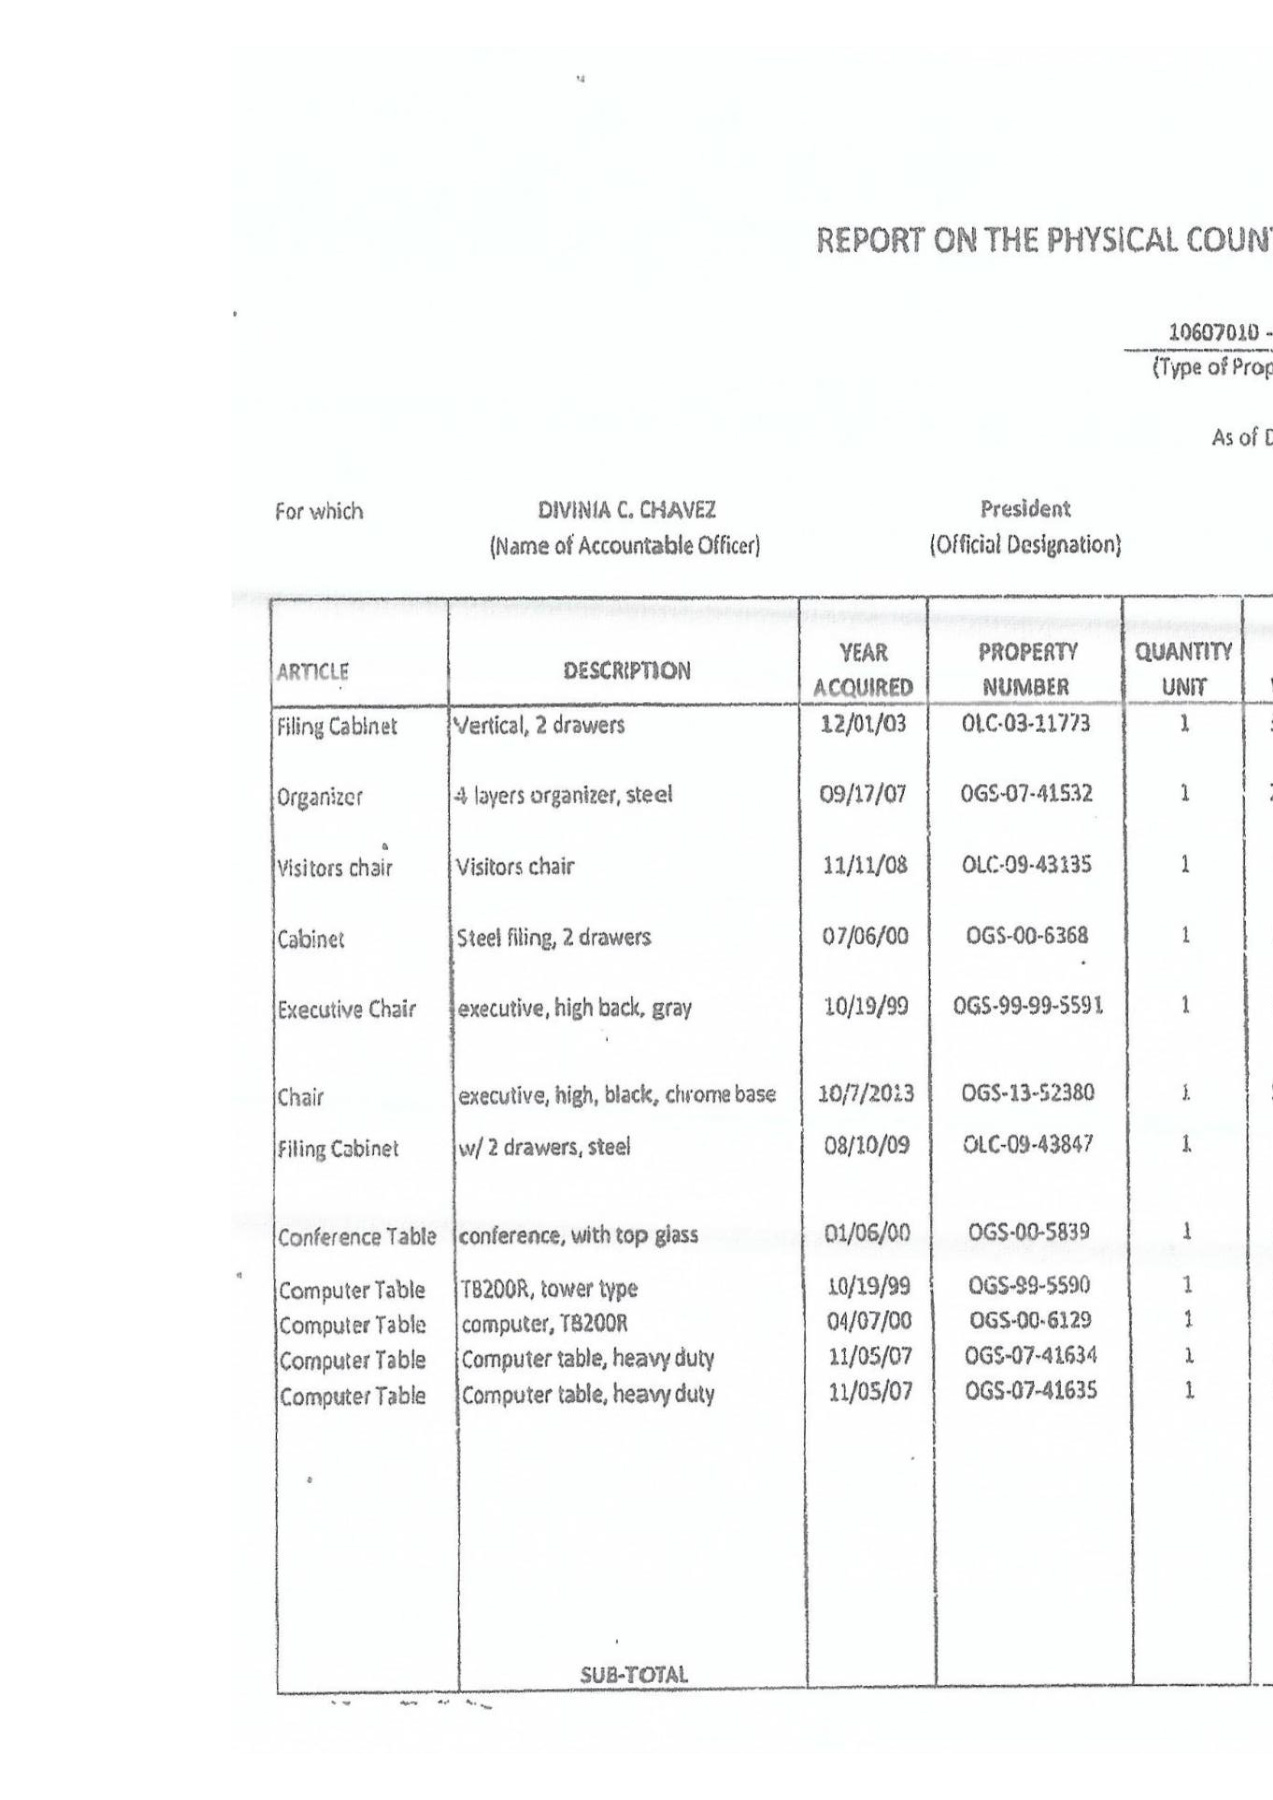 REPORT ON THE PHYSICAL COUN
10607010 -
(Type of Prop
As of D
For which DIVINIA C. CHAVEZ President
(Name of Accountable Officer) (Official Designation)
ARTICLE DESCRIPTION YEAR ACQUIRED PROPERTY NUMBER QUANTITY UNIT
Filing Cabinet Vertical, 2 drawers 12/01/03 OLC-03-11773 1
Organizer 4 layers organizer, steel 09/17/07 OGS-07-41532 1
Visitors chair Visitors chair 11/11/08 OLC-09-43135 1
Cabinet Steel filing, 2 drawers 07/06/00 OGS-00-6368 1
Executive Chair executive, high back, gray 10/19/99 OGS-99-99-5591 1
Chair executive, high, black, chrome base 10/7/2013 OGS-13-52380 1
Filing Cabinet w/ 2 drawers, steel 08/10/09 OLC-09-43847 1
Conference Table conference, with top glass 01/06/00 OGS-00-5839 1
Computer Table TB200R, tower type 10/19/99 OGS-99-5590 1
Computer Table computer, TB200R 04/07/00 OGS-00-6129 1
Computer Table Computer table, heavy duty 11/05/07 OGS-07-41634 1
Computer Table Computer table, heavy duty 11/05/07 OGS-07-41635 1
SUB-TOTAL